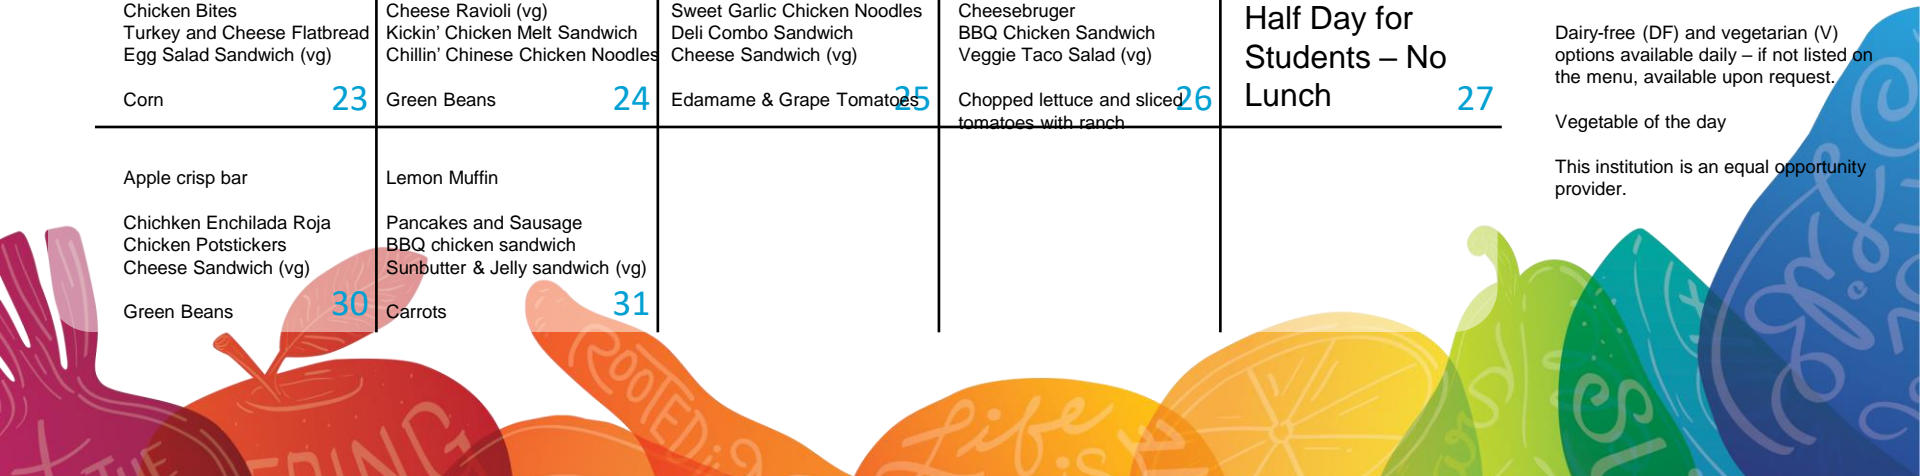 Chicken Bites
Turkey and Cheese Flatbread
Egg Salad Sandwich (vg)
Corn
23
Cheese Ravioli (vg)
Kickin’ Chicken Melt Sandwich
Chillin’ Chinese Chicken Noodles
Green Beans
24
Sweet Garlic Chicken Noodles
Deli Combo Sandwich
Cheese Sandwich (vg)
Edamame & Grape Tomatoes
25
Cheesebruger
BBQ Chicken Sandwich
Veggie Taco Salad (vg)
Chopped lettuce and sliced
tomatoes with ranch
26
Half Day for
Students – No
Lunch
27
Dairy-free (DF) and vegetarian (V)
options available daily – if not listed on
the menu, available upon request.
Vegetable of the day
This institution is an equal opportunity
provider.
Apple crisp bar
Chichken Enchilada Roja
Chicken Potstickers
Cheese Sandwich (vg)
Green Beans
30
Lemon Muffin
Pancakes and Sausage
BBQ chicken sandwich
Sunbutter & Jelly sandwich (vg)
Carrots
31
THE
ROOTED in
Life
is